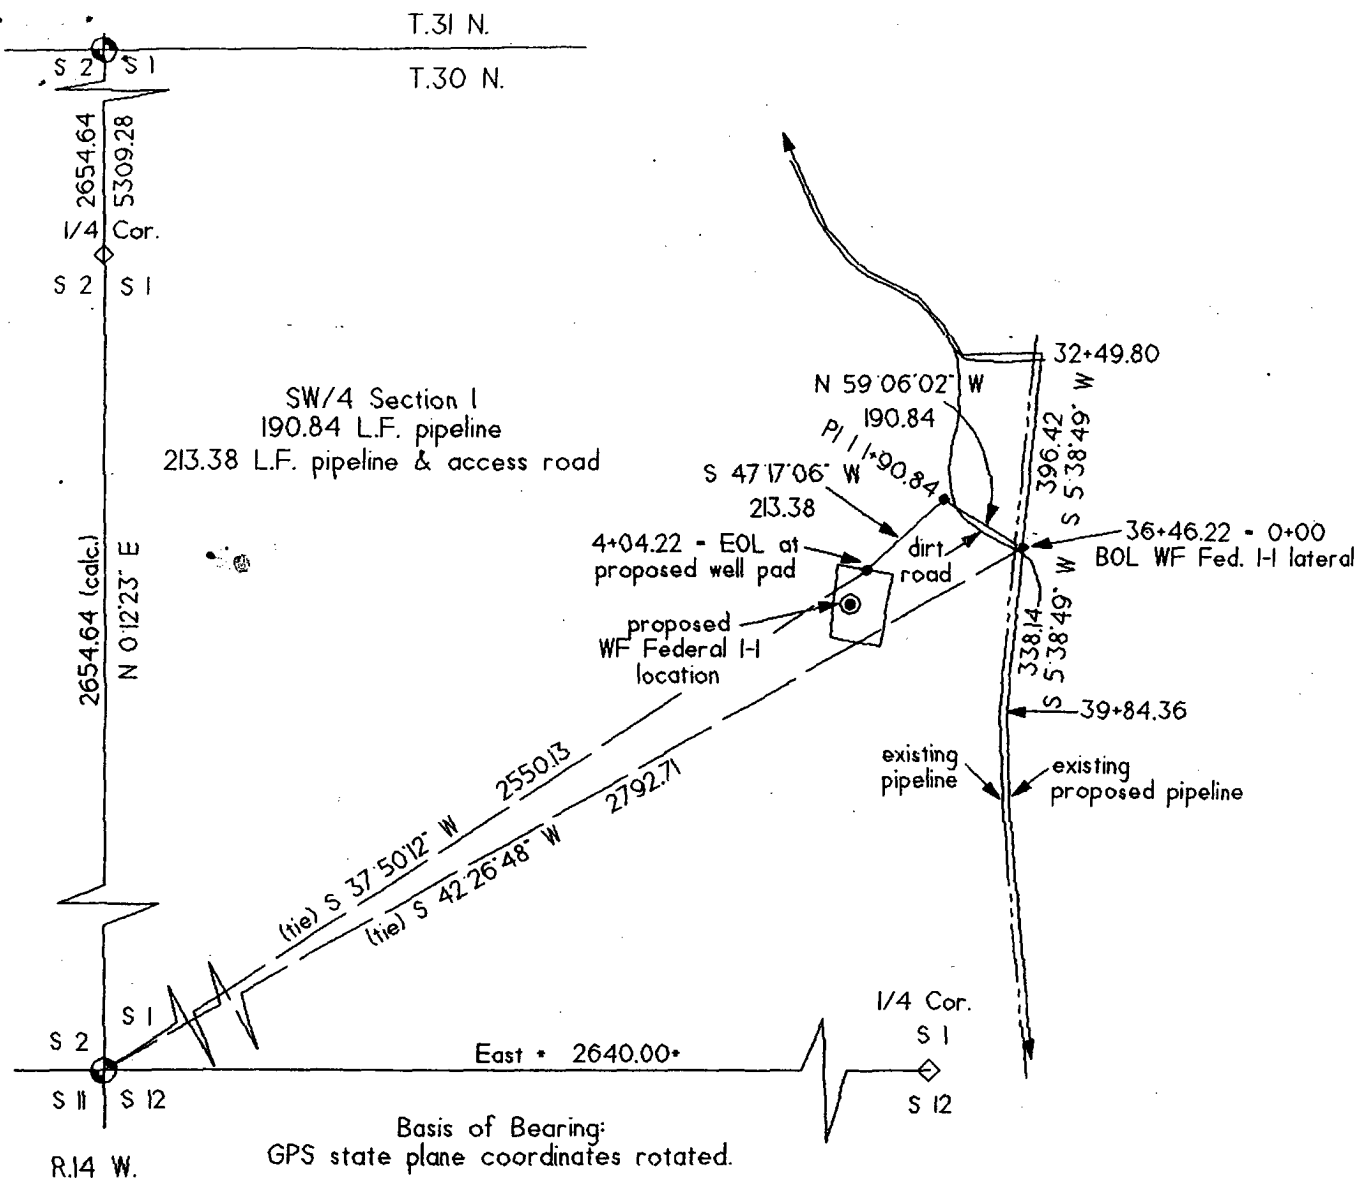 T.31 N.
S 2 S 1
T.30 N.
2654.64
5309.28
1/4 Cor.
S 2 S 1
SW/4 Section 1
190.84 L.F. pipeline
213.38 L.F. pipeline & access road
32+49.80
N 59°06'02" W
190.84
PI 1 1+90.84
396.42
S 5°38'49" W
S 47°17'06" W
213.38
4+04.22 = EOL at
proposed well pad
dirt
road
36+46.22 = 0+00
BOL WF Fed. 1-1 lateral
2654.64 (calc.)
N 0°12'23" E
proposed
WF Federal 1-1
location
338.14
S 5°38'49" W
39+84.36
existing
pipeline
existing
proposed pipeline
2550.13
2792.71
(tie) S 37°50'12" W
(tie) S 42°26'48" W
S 1
S 2
1/4 Cor.
S 1
East * 2640.00*
S 11 S 12
S 12
Basis of Bearing:
GPS state plane coordinates rotated.
R.14 W.